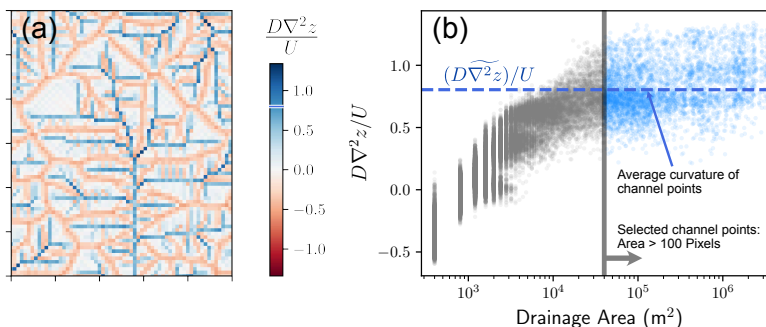 (a)
D∇²z
U
1.0
0.5
0.0
−0.5
−1.0
(b)
(D∇²z)/U
D∇²z/U
1.0
0.5
0.0
−0.5
Average curvature of
channel points
Selected channel points:
Area > 100 Pixels
10³
10⁴
10⁵
10⁶
Drainage Area (m²)